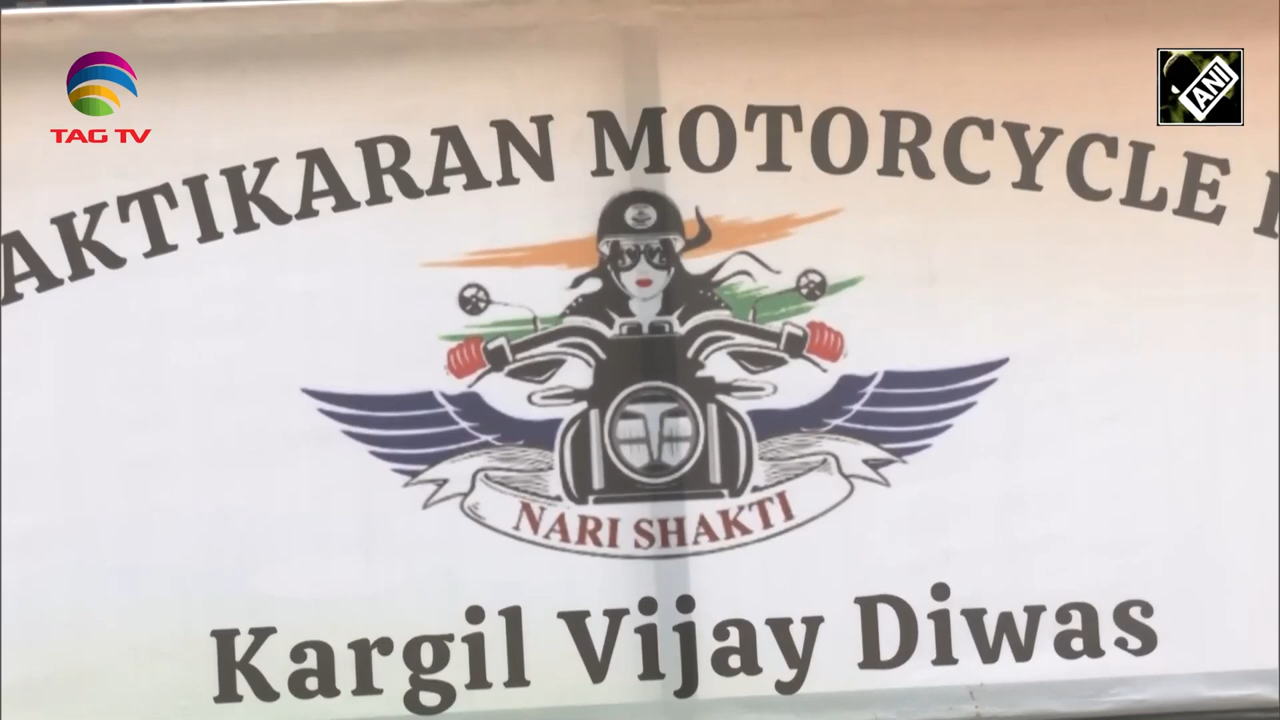 TAG TV
ANI
AKTIKARAN MOTORCYCLE
NARI SHAKTI
Kargil Vijay Diwas